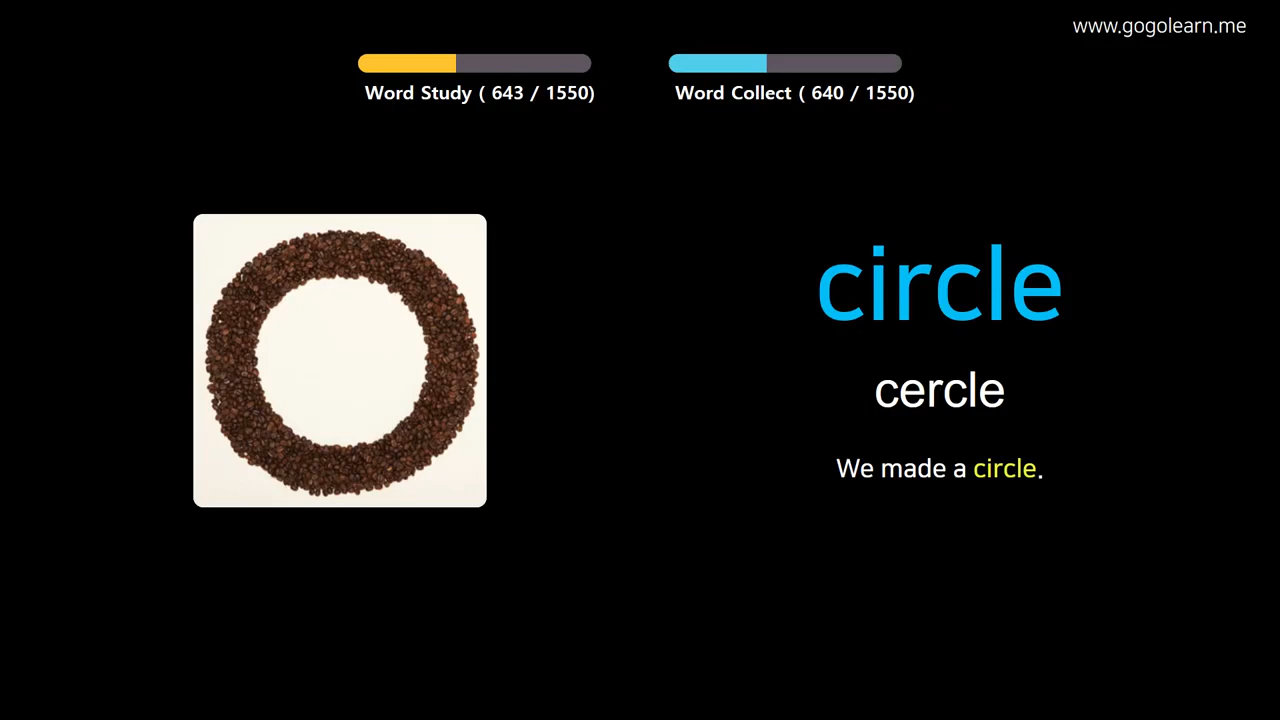 www.gogolearn.me
Word Study ( 643 / 1550)
Word Collect ( 640 / 1550)
circle
cercle
We made a circle.